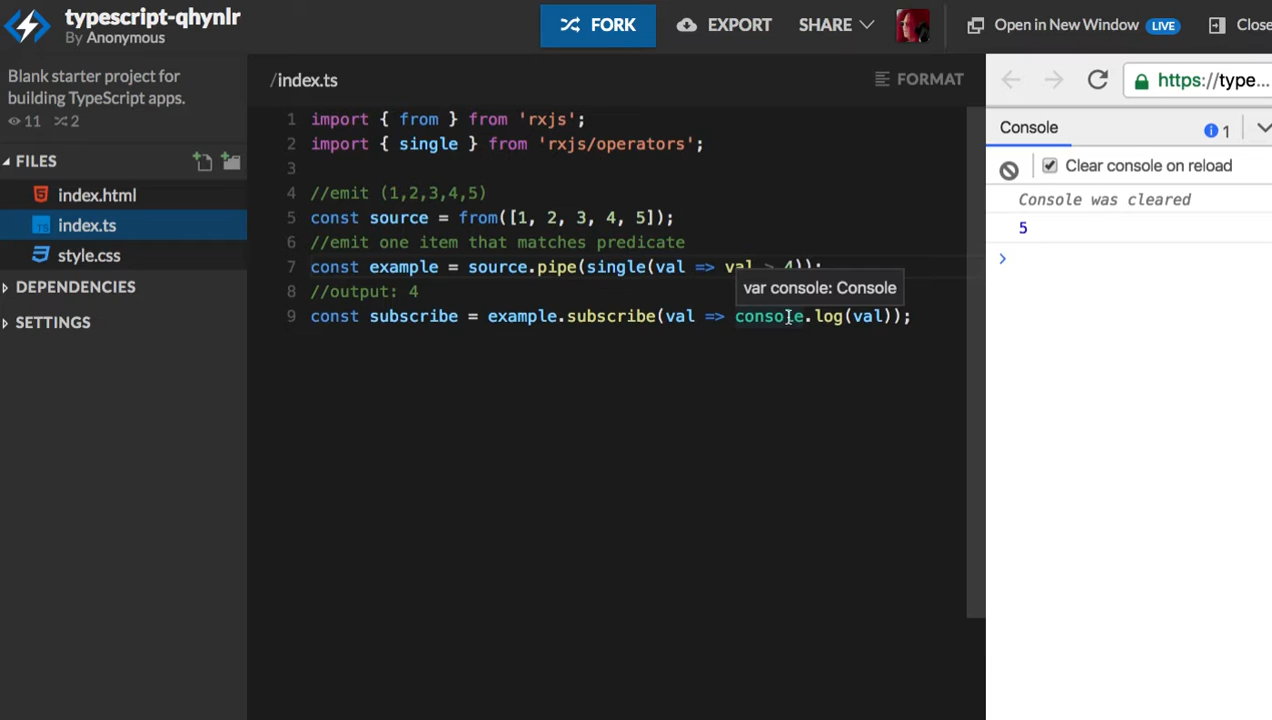 typescript-qhynlr
By Anonymous
FORK
EXPORT
SHARE
Open in New Window LIVE
Close
Blank starter project for
building TypeScript apps.
11 2
FILES
index.html
index.ts
style.css
DEPENDENCIES
SETTINGS
/index.ts
FORMAT
1 import { from } from 'rxjs';
2 import { single } from 'rxjs/operators';
3
4 //emit (1,2,3,4,5)
5 const source = from([1, 2, 3, 4, 5]);
6 //emit one item that matches predicate
7 const example = source.pipe(single(val => val > 4));
var console: Console
8 //output: 4
9 const subscribe = example.subscribe(val => console.log(val));
https://type...
Console
1
Clear console on reload
Console was cleared
5
>